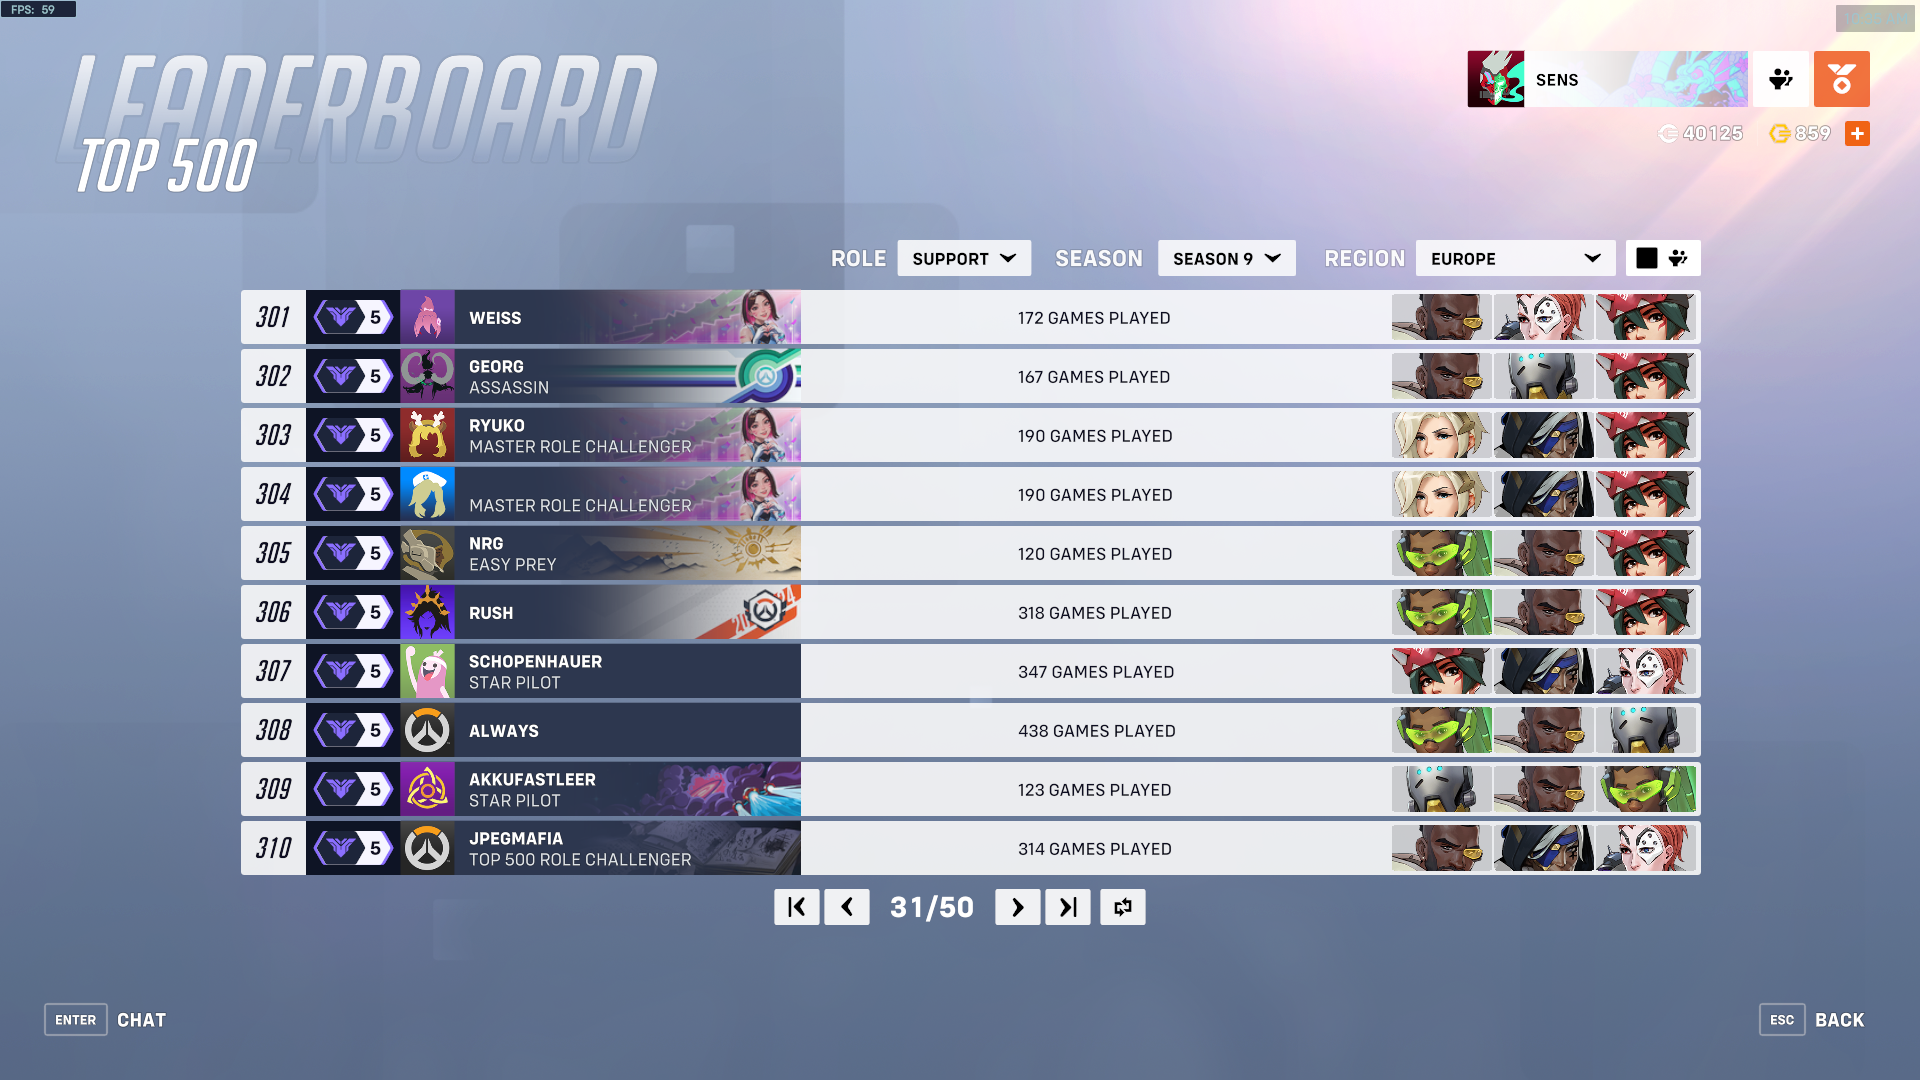 FPS: 59
LEADERBOARD
TOP 500
SENS
40125
859
ROLE SUPPORT SEASON SEASON 9 REGION EUROPE
301 5 WEISS 172 GAMES PLAYED
302 5 GEORG 167 GAMES PLAYED
ASSASSIN
303 5 RYUKO 190 GAMES PLAYED
MASTER ROLE CHALLENGER
304 5 190 GAMES PLAYED
MASTER ROLE CHALLENGER
305 5 NRG 120 GAMES PLAYED
EASY PREY
306 5 RUSH 318 GAMES PLAYED
307 5 SCHOPENHAUER 347 GAMES PLAYED
STAR PILOT
308 5 ALWAYS 438 GAMES PLAYED
309 5 AKKUFASTLEER 123 GAMES PLAYED
STAR PILOT
310 5 JPEGMAFIA 314 GAMES PLAYED
TOP 500 ROLE CHALLENGER
31/50
ENTER CHAT
ESC BACK